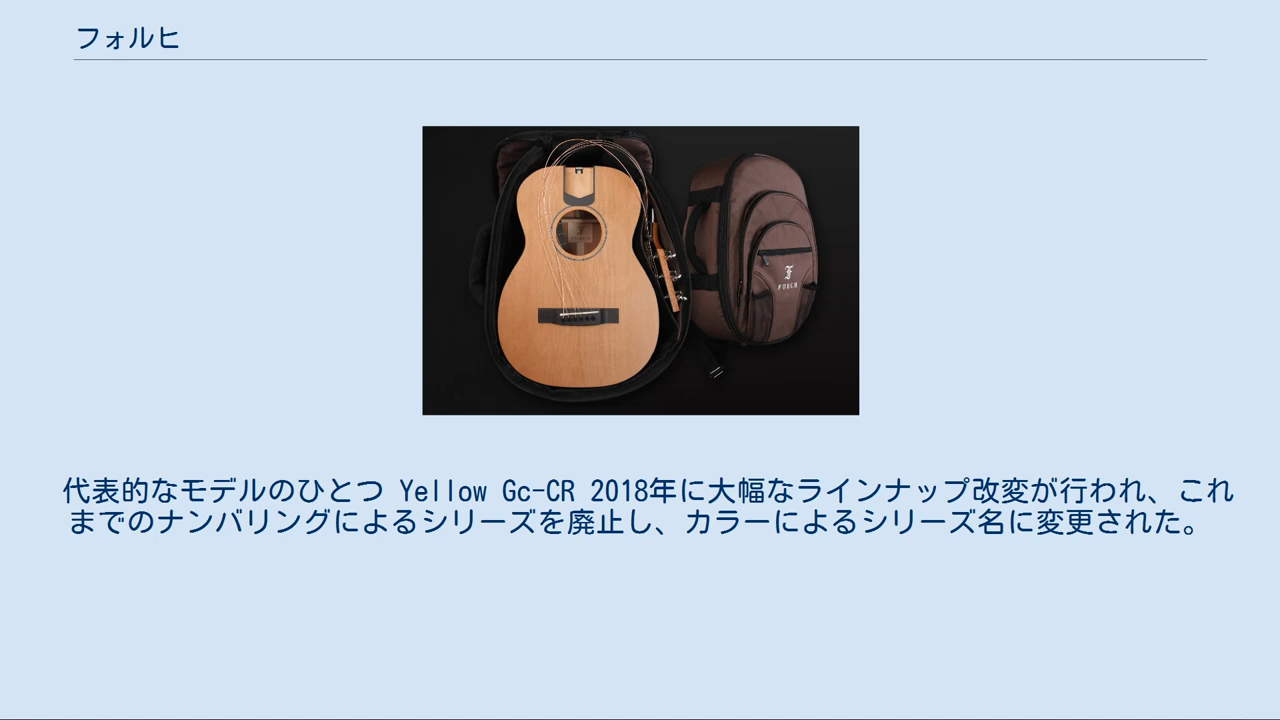 フォルヒ
FORCH
代表的なモデルのひとつ Yellow Gc-CR 2018年に大幅なラインナップ改変が行われ、これ
までのナンバリングによるシリーズを廃止し、カラーによるシリーズ名に変更された。